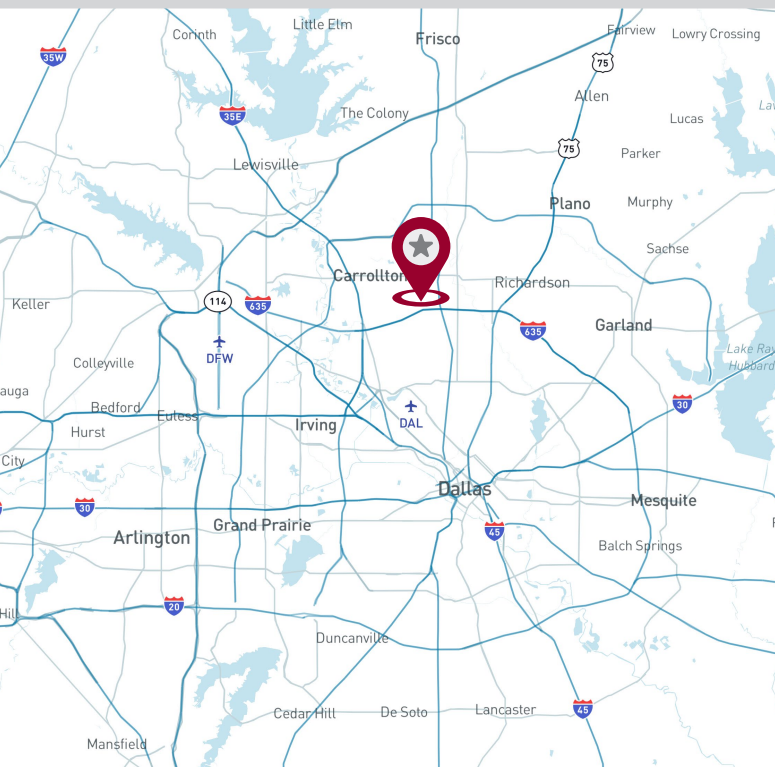 Little Elm
Fairview
Corinth
Lowry Crossing
Frisco
35W
75
Allen
35E
The Colony
Lucas
75
Parker
Lewisville
Plano
Murphy
Sachse
Carrollton
Richardson
114
635
Keller
Garland
635
DFW
Lake Ray
Hubbard
Colleyville
auga
30
Bedford
Euless
DAL
Irving
Hurst
City
Dallas
Mesquite
30
Grand Prairie
45
Arlington
Balch Springs
20
Hill
Duncanville
Cedar Hill
De Soto
Lancaster
45
Mansfield